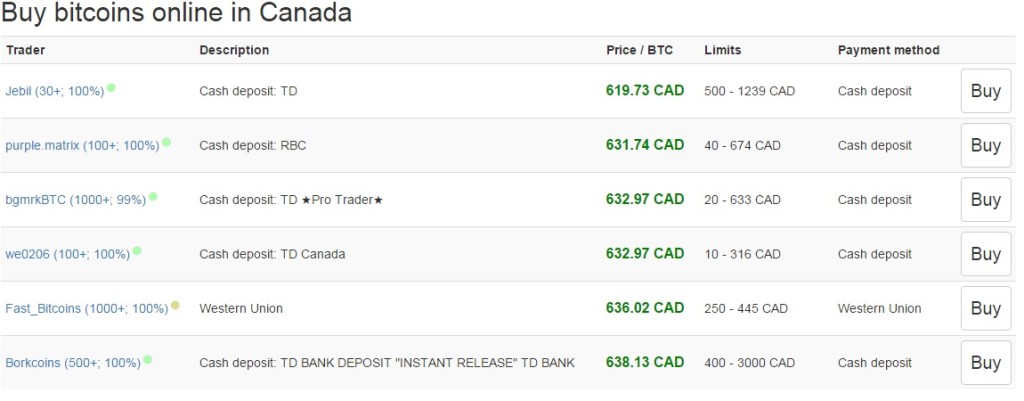 Buy bitcoins online in Canada
Trader Description Price / BTC Limits Payment method
Jebil (30+; 100%) Cash deposit: TD 619.73 CAD 500 - 1239 CAD Cash deposit Buy
purple.matrix (100+; 100%) Cash deposit: RBC 631.74 CAD 40 - 674 CAD Cash deposit Buy
bgmrkBTC (1000+; 99%) Cash deposit: TD ★Pro Trader★ 632.97 CAD 20 - 633 CAD Cash deposit Buy
we0206 (100+; 100%) Cash deposit: TD Canada 632.97 CAD 10 - 316 CAD Cash deposit Buy
Fast_Bitcoins (1000+; 100%) Western Union 636.02 CAD 250 - 445 CAD Western Union Buy
Borkcoins (500+; 100%) Cash deposit: TD BANK DEPOSIT "INSTANT RELEASE" TD BANK 638.13 CAD 400 - 3000 CAD Cash deposit Buy